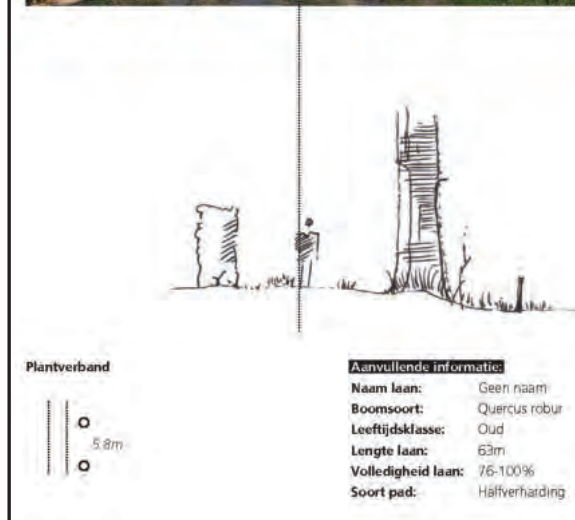 Plantverband
5.8m
Aanvullende informatie:
Naam laan: Geen naam
Boomsoort: Quercus robur
Leeftijdsklasse: Oud
Lengte laan: 63m
Volledigheid laan: 76-100%
Soort pad: Halfverharding